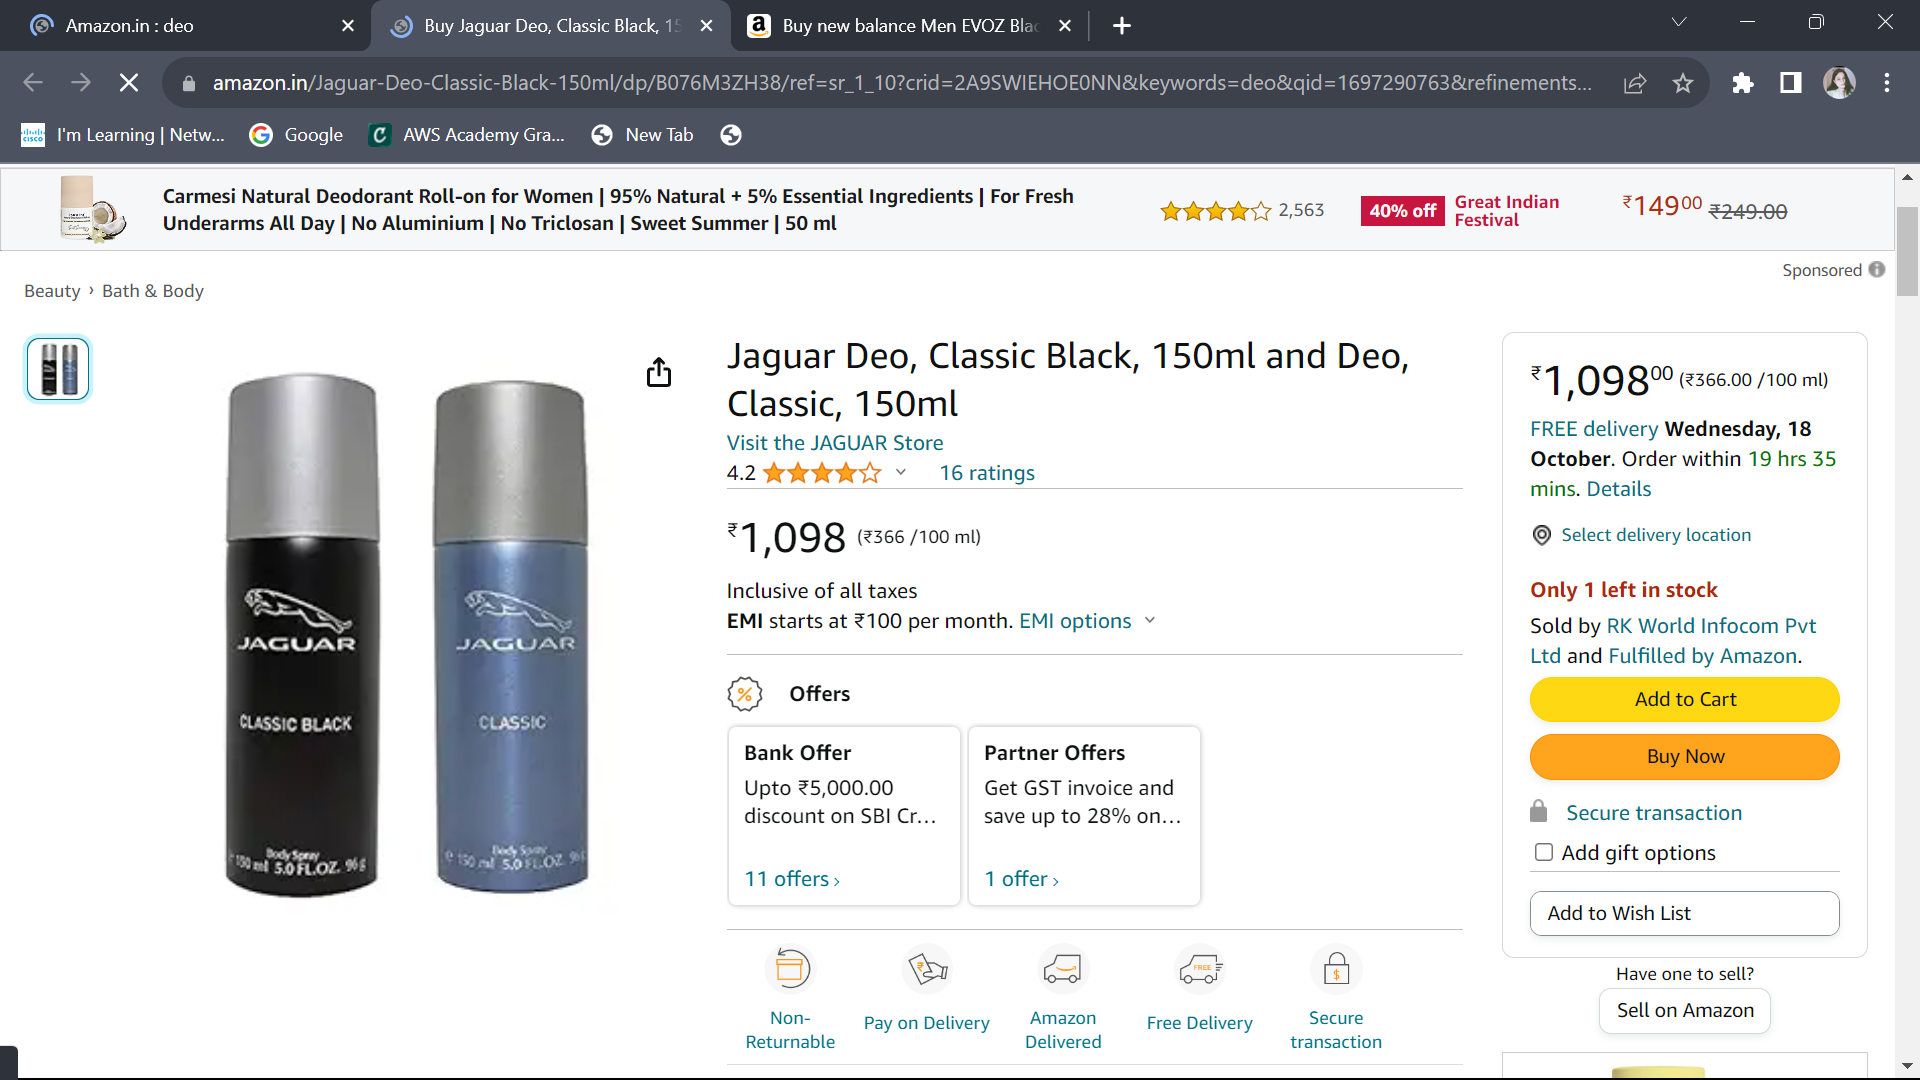 Amazon.in : deo
Buy Jaguar Deo, Classic Black, 15
Buy new balance Men EVOZ Blac
amazon.in/Jaguar-Deo-Classic-Black-150ml/dp/B076M3ZH38/ref=sr_1_10?crid=2A9SWIEHOE0NN&keywords=deo&qid=1697290763&refinements...
I'm Learning | Netw...
Google
AWS Academy Gra...
New Tab
Carmesi Natural Deodorant Roll-on for Women | 95% Natural + 5% Essential Ingredients | For Fresh
Underarms All Day | No Aluminium | No Triclosan | Sweet Summer | 50 ml
2,563
40% off
Great Indian
Festival
₹14900 ₹249.00
Sponsored
Beauty › Bath & Body
Jaguar Deo, Classic Black, 150ml and Deo,
Classic, 150ml
Visit the JAGUAR Store
4.2
16 ratings
₹1,098 (₹366 /100 ml)
Inclusive of all taxes
EMI starts at ₹100 per month. EMI options
Offers
Bank Offer
Upto ₹5,000.00
discount on SBI Cr...
11 offers ›
Partner Offers
Get GST invoice and
save up to 28% on...
1 offer ›
Non-
Returnable
Pay on Delivery
Amazon
Delivered
FREE
Free Delivery
Secure
transaction
JAGUAR
CLASSIC BLACK
Body Spray
150 ml 5.0 FL.OZ. 96 g
JAGUAR
CLASSIC
Body Spray
e 150 ml 5.0 FL.OZ. 96
₹1,09800 (₹366.00 /100 ml)
FREE delivery Wednesday, 18
October. Order within 19 hrs 35
mins. Details
Select delivery location
Only 1 left in stock
Sold by RK World Infocom Pvt
Ltd and Fulfilled by Amazon.
Add to Cart
Buy Now
Secure transaction
Add gift options
Add to Wish List
Have one to sell?
Sell on Amazon